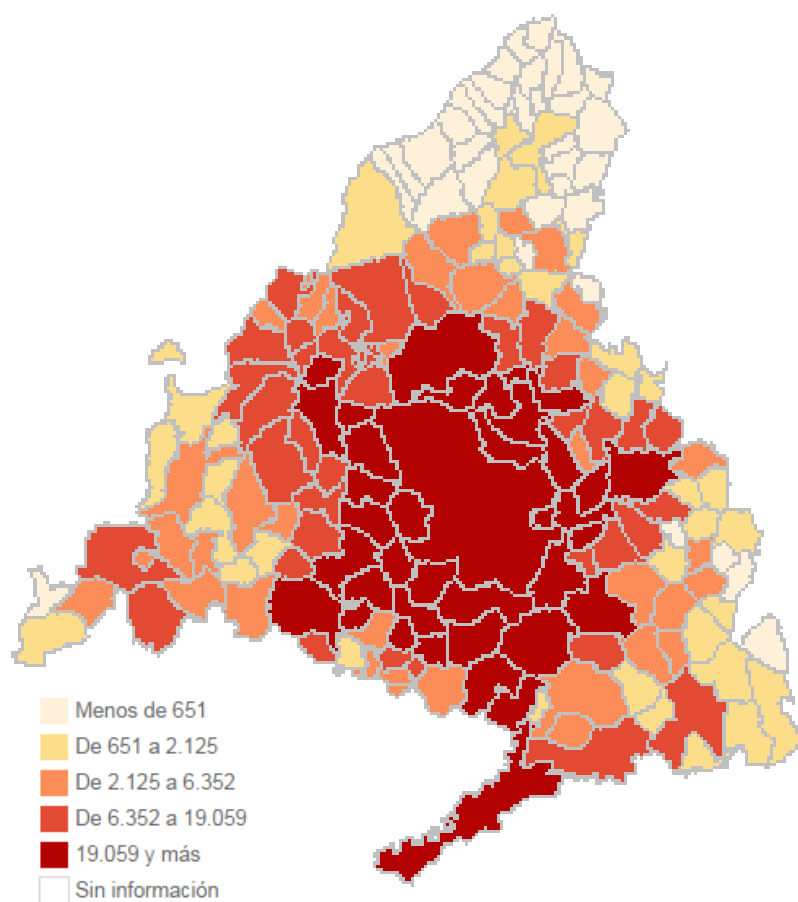 Menos de 651
De 651 a 2.125
De 2.125 a 6.352
De 6.352 a 19.059
19.059 y más
Sin información